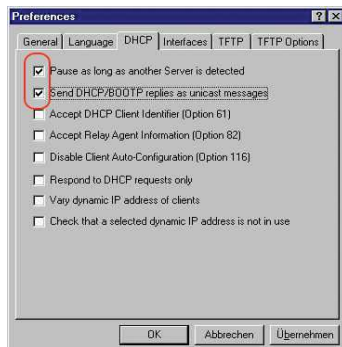 Preferences
General Language DHCP Interfaces TFTP TFTP Options
Pause as long as another Server is detected
Send DHCP/BOOTP replies as unicast messages
Accept DHCP Client Identifier (Option 61)
Accept Relay Agent Information (Option 82)
Disable Client Auto-Configuration (Option 116)
Respond to DHCP requests only
Vary dynamic IP address of clients
Check that a selected dynamic IP address is not in use
OK Abbrechen Übernehmen